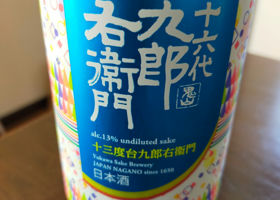 十六代
九郎
右衛門
alc.13% undiluted sake
十三度台九郎右衛門
Yukawa Sake Brewery
JAPAN NAGANO since 1650
日本酒